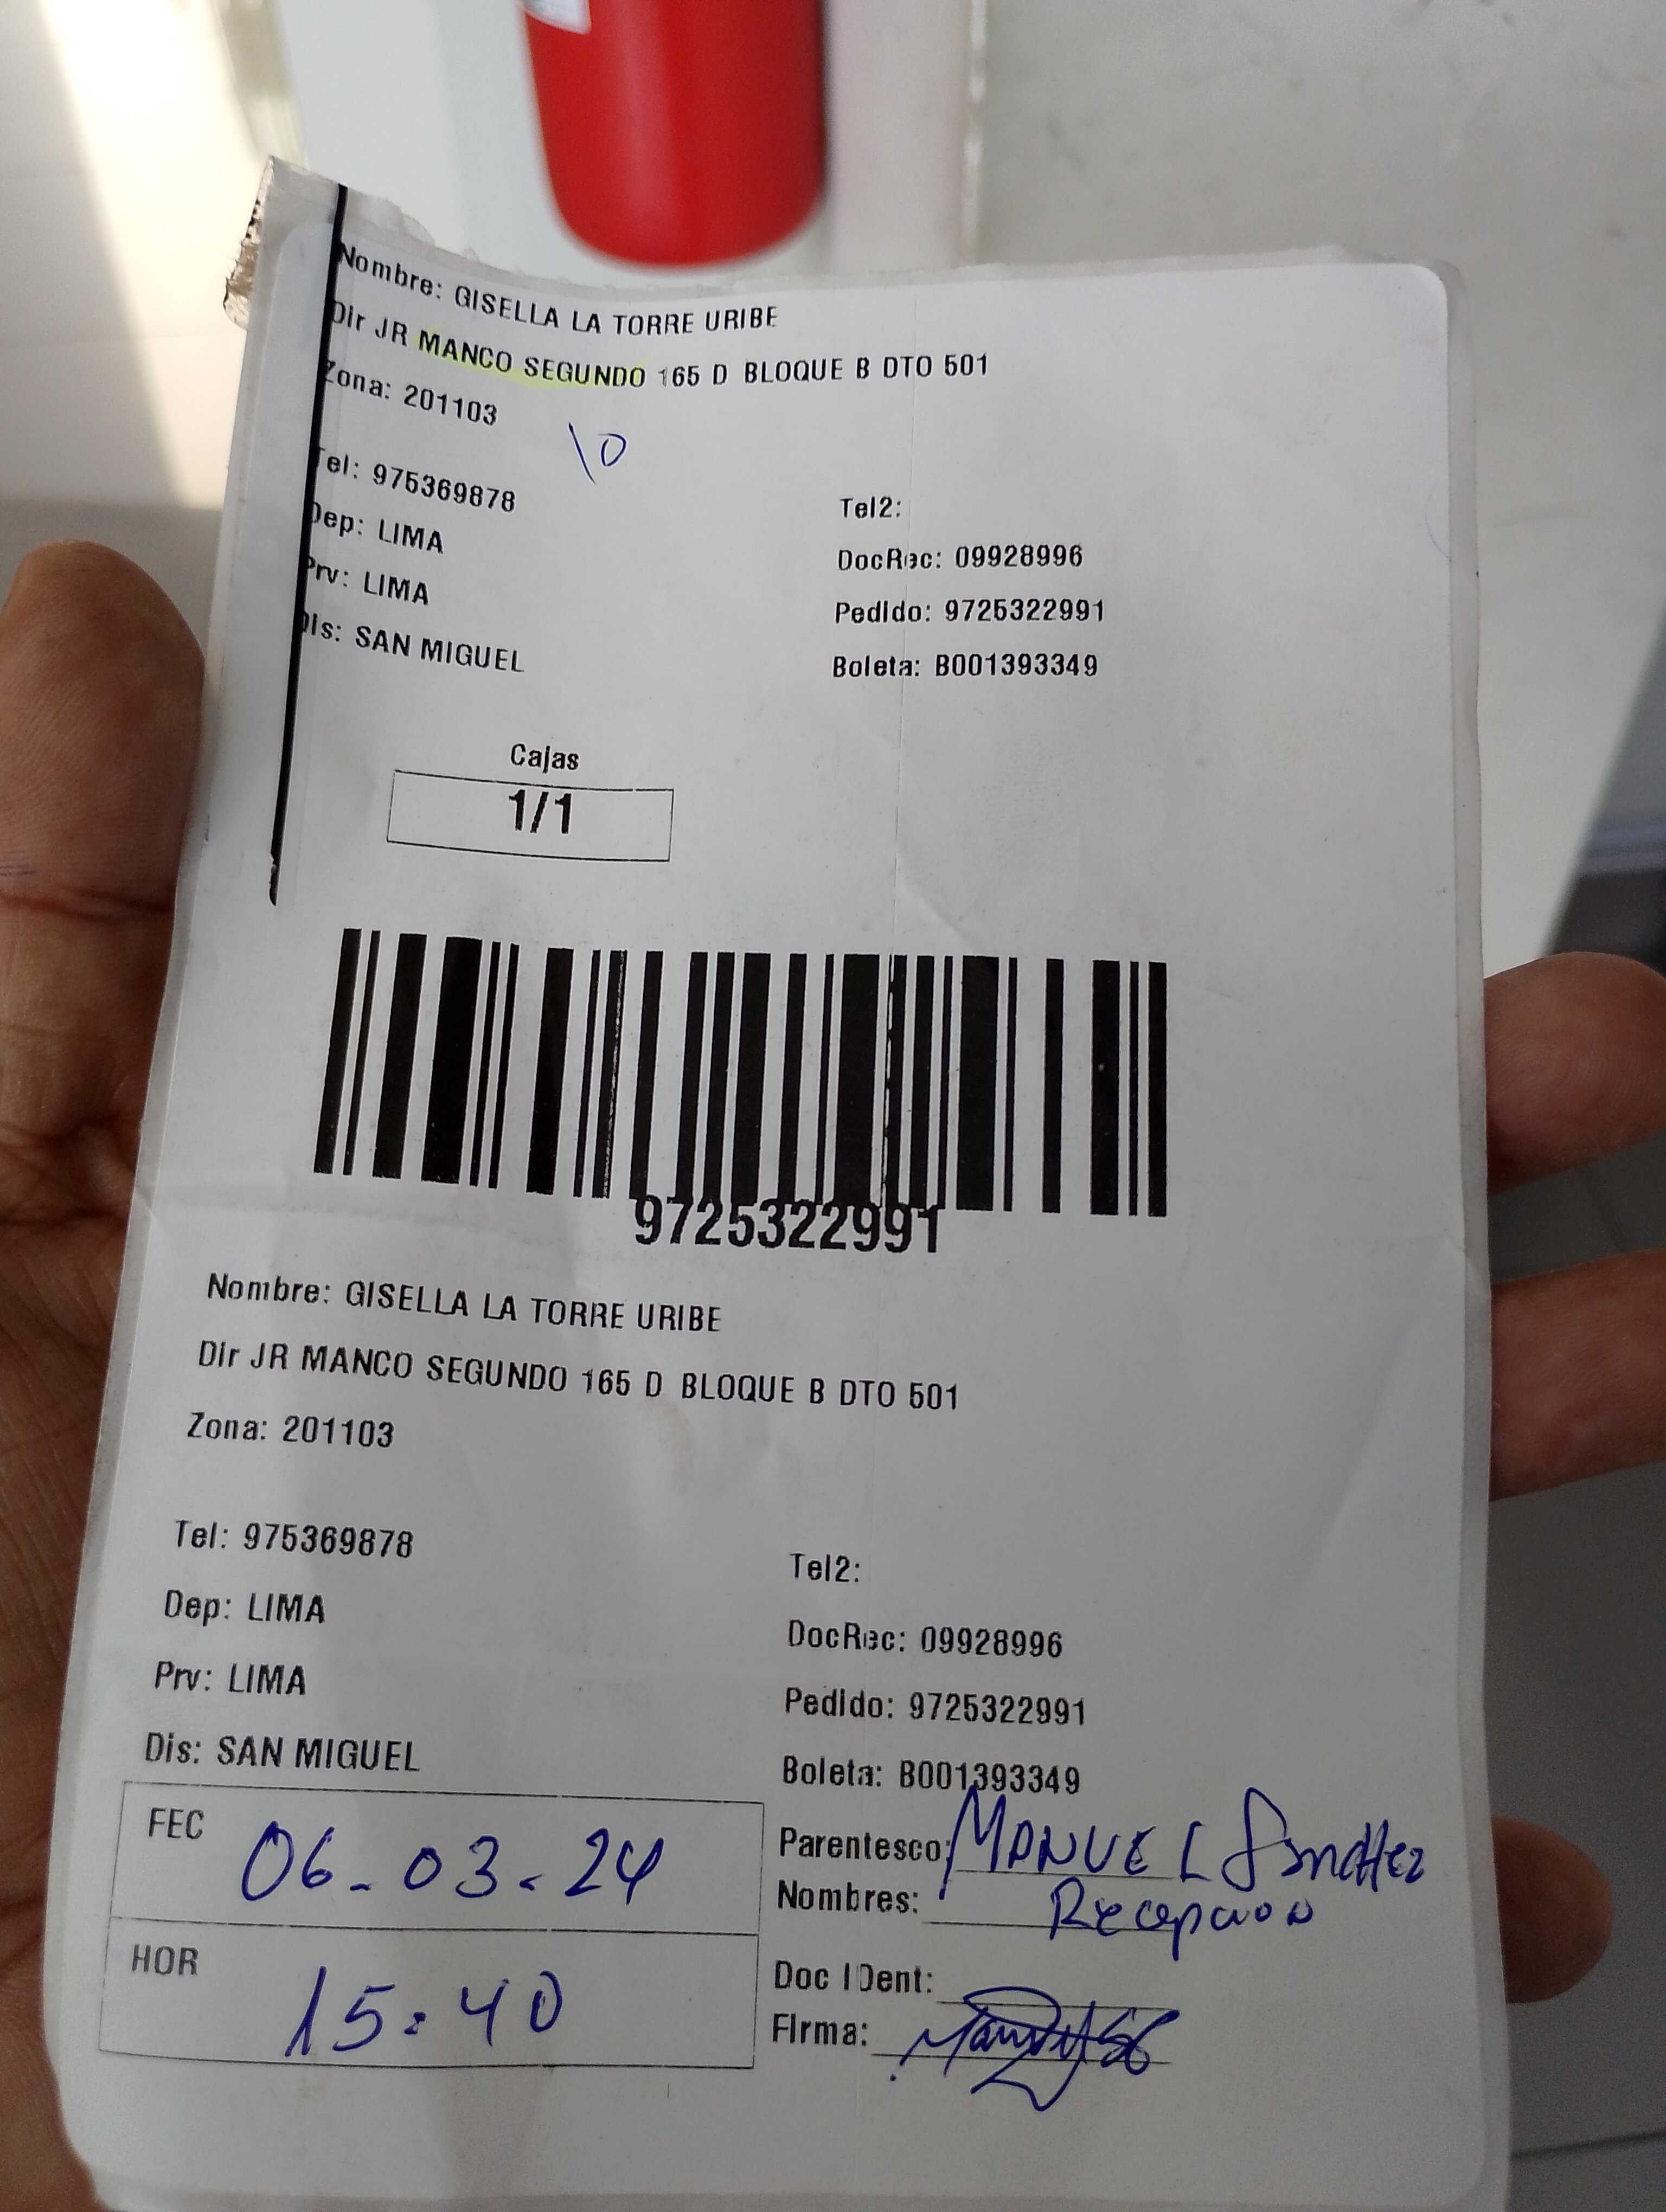 Nombre: GISELLA LA TORRE URIBE
Dir JR MANCO SEGUNDO 165 D BLOQUE B DTO 501
Zona: 201103
10
Tel: 975369878
Tel2:
Dep: LIMA
DocRec: 09928996
Prv: LIMA
Pedido: 9725322991
Dis: SAN MIGUEL
Boleta: B001393349
Cajas
1/1
9725322991
Nombre: GISELLA LA TORRE URIBE
Dir JR MANCO SEGUNDO 165 D BLOQUE B DTO 501
Zona: 201103
Tel: 975369878
Tel2:
Dep: LIMA
DocRec: 09928996
Prv: LIMA
Pedido: 9725322991
Dis: SAN MIGUEL
Boleta: B001393349
FEC 06-03-24
Parentesco: MANUEL Sanchez
Nombres: Recepcion
HOR 15:40
Doc IDent:
Firma: